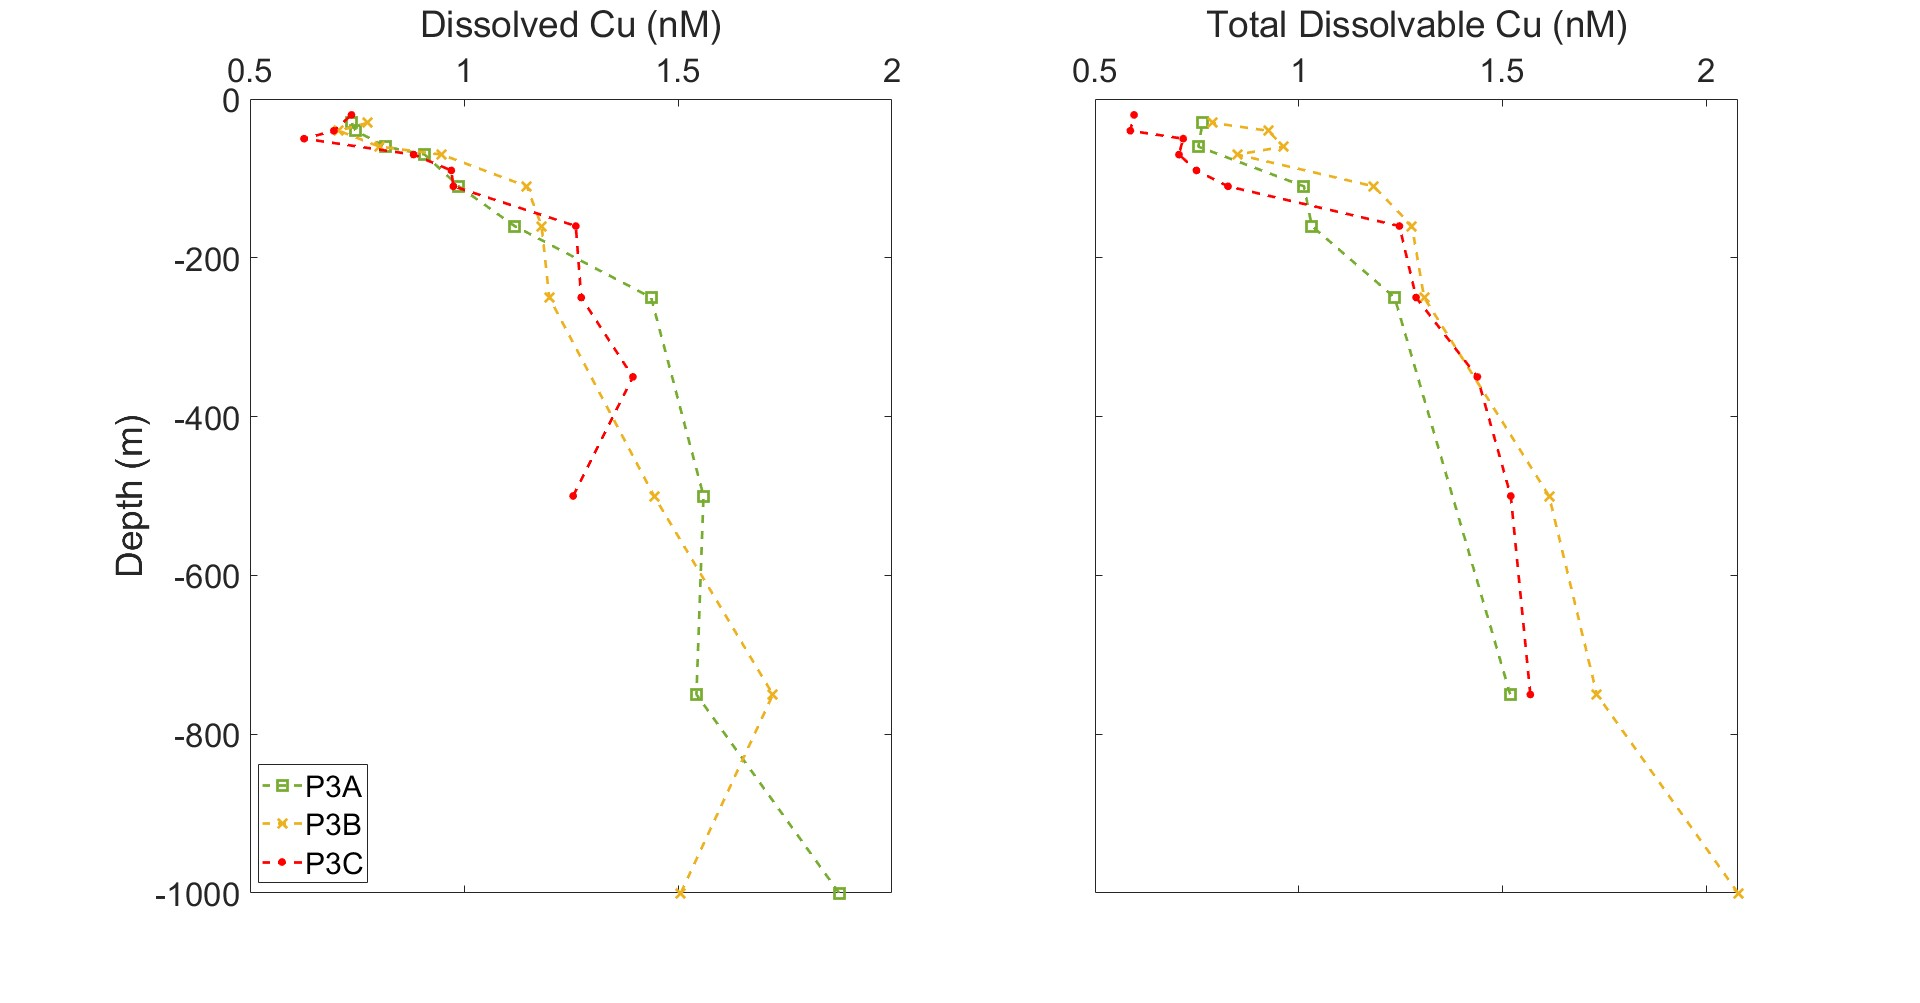 Dissolved Cu (nM)
0.5 1 1.5 2
0
-200
-400
-600
-800
-1000
Depth (m)
P3A
P3B
P3C
Total Dissolvable Cu (nM)
0.5 1 1.5 2